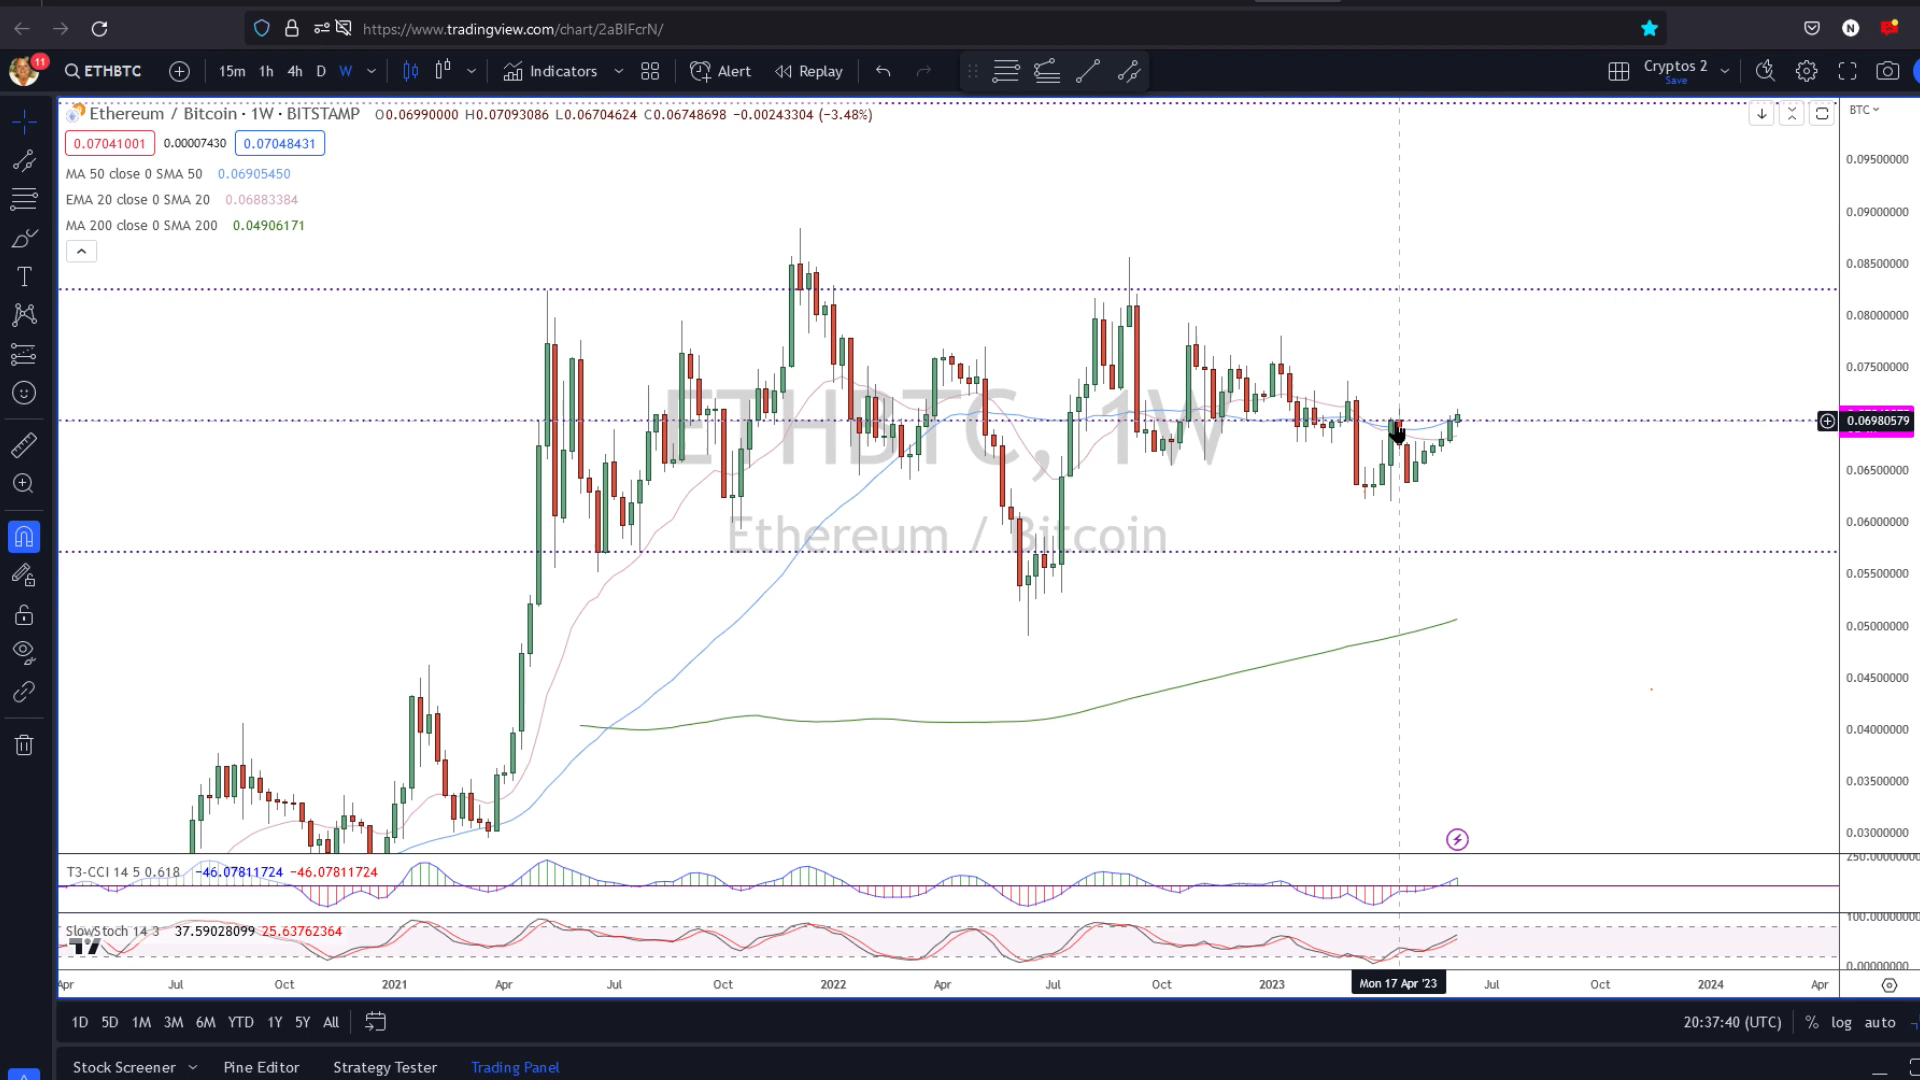 https://www.tradingview.com/chart/2aBIFcrN/
N
11
ETHBTC
15m 1h 4h D W
Indicators
Alert
Replay
Cryptos 2
Save
Ethereum / Bitcoin · 1W · BITSTAMP O0.06990000 H0.07093086 L0.06704624 C0.06748698 −0.00243304 (−3.48%)
BTC
0.07041001 0.00007430 0.07048431
MA 50 close 0 SMA 50 0.06905450
EMA 20 close 0 SMA 20 0.06883384
MA 200 close 0 SMA 200 0.04906171
ETHBTC, 1W
Ethereum / Bitcoin
0.09500000
0.09000000
0.08500000
0.08000000
0.07500000
0.06980579
0.06500000
0.06000000
0.05500000
0.05000000
0.04500000
0.04000000
0.03500000
0.03000000
T3-CCI 14 5 0.618 −46.07811724 −46.07811724
SlowStoch 14 3 37.59028099 25.63762364
Apr Jul Oct 2021 Apr Jul Oct 2022 Apr Jul Oct 2023 Mon 17 Apr '23 Jul Oct 2024 Apr
1D 5D 1M 3M 6M YTD 1Y 5Y All
20:37:40 (UTC) % log auto
Stock Screener Pine Editor Strategy Tester Trading Panel